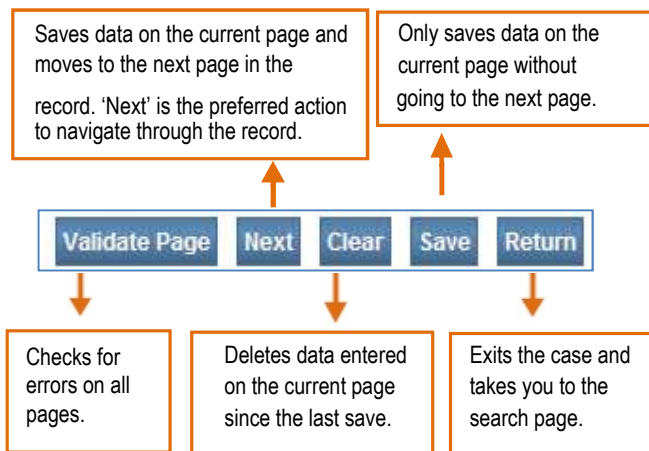 Saves data on the current page and
moves to the next page in the
record. ‘Next’ is the preferred action
to navigate through the record.
Only saves data on the
current page without
going to the next page.
Validate Page Next Clear Save Return
Checks for
errors on all
pages.
Deletes data entered
on the current page
since the last save.
Exits the case and
takes you to the
search page.